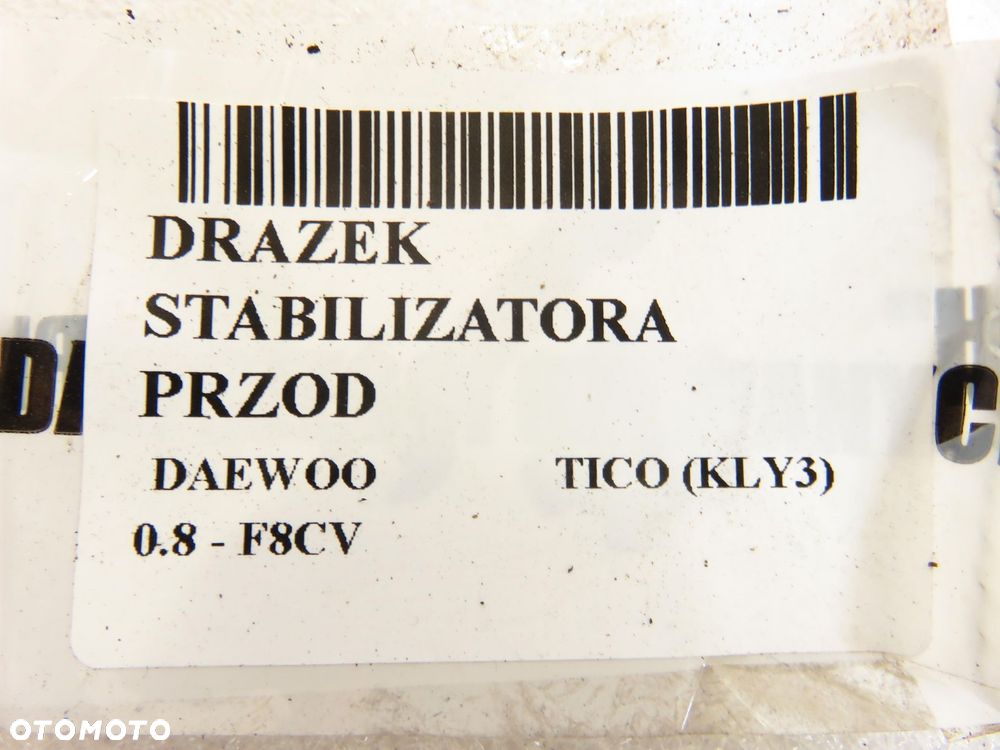 DRAZEK
STABILIZATORA
PRZOD
DAEWOO TICO (KLY3)
0.8 - F8CV
OTOMOTO